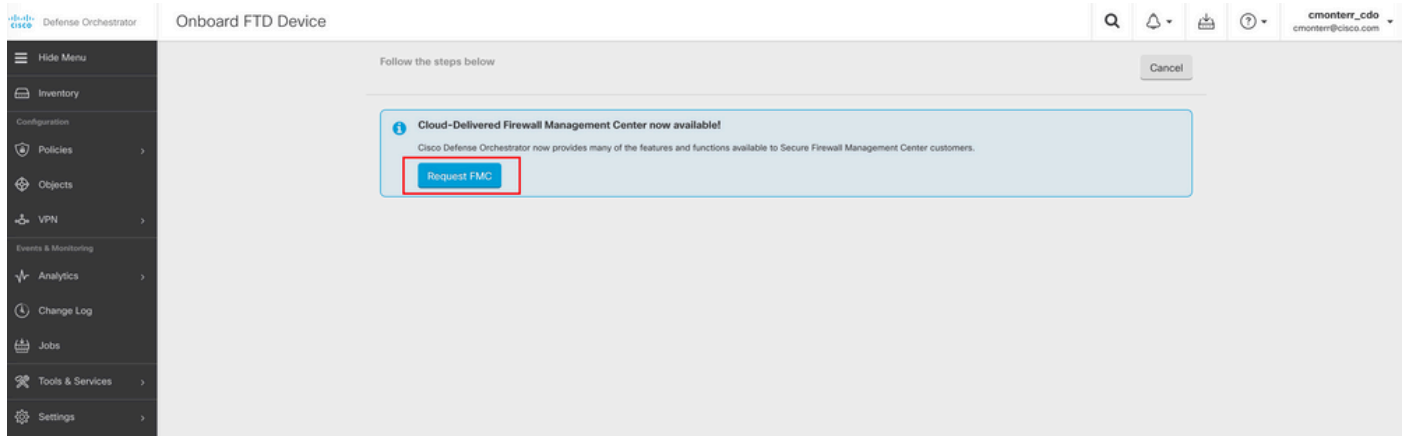 CISCO Defense Orchestrator
Onboard FTD Device
cmonterr_cdo
cmonterr@cisco.com
Hide Menu
Inventory
Configuration
Policies
Objects
VPN
Events & Monitoring
Analytics
Change Log
Jobs
Tools & Services
Settings
Follow the steps below
Cancel
Cloud-Delivered Firewall Management Center now available!
Cisco Defense Orchestrator now provides many of the features and functions available to Secure Firewall Management Center customers.
Request FMC